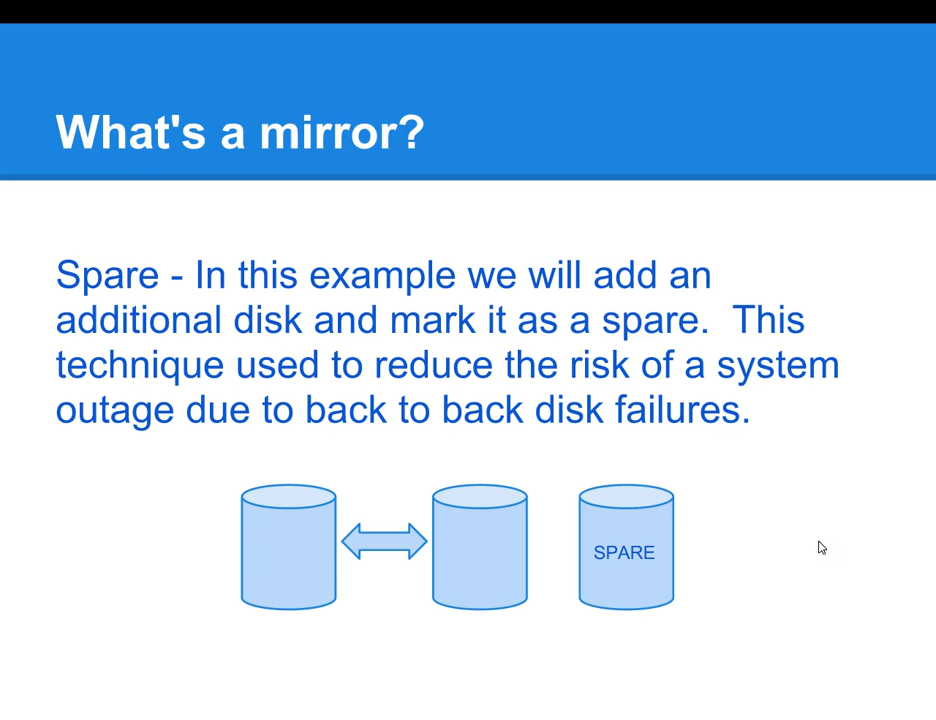 What's a mirror?
Spare - In this example we will add an
additional disk and mark it as a spare.  This
technique used to reduce the risk of a system
outage due to back to back disk failures.
SPARE